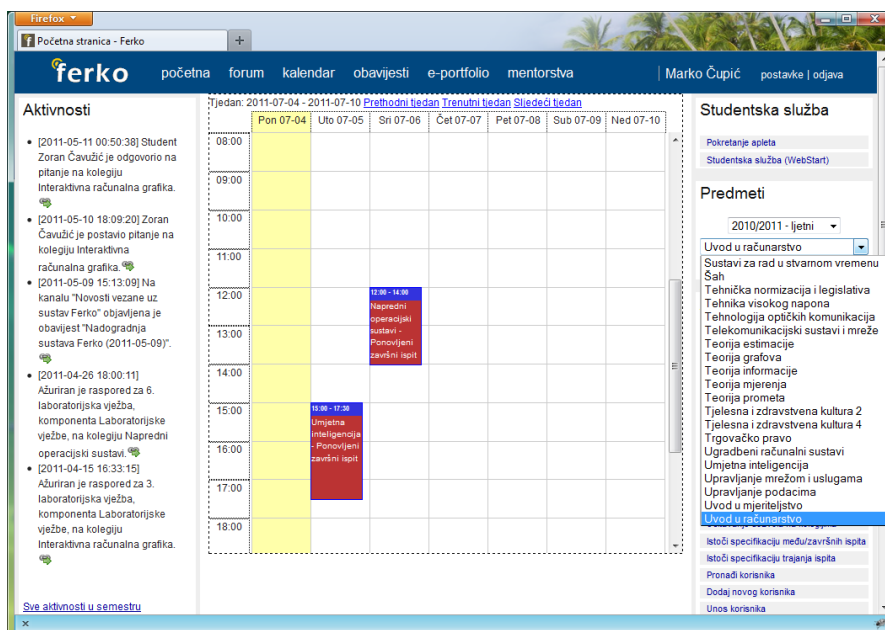 Firefox
Početna stranica - Ferko
ferko
početna forum kalendar obavijesti e-portfolio mentorstva
Marko Čupić postavke | odjava
Aktivnosti
[2011-05-11 00:50:38] Student
Zoran Čavužić je odgovorio na
pitanje na kolegiju
Interaktivna računalna grafika.
[2011-05-10 18:09:20] Zoran
Čavužić je postavio pitanje na
kolegiju Interaktivna
računalna grafika.
[2011-05-09 15:13:09] Na
kanalu "Novosti vezane uz
sustav Ferko" objavljena je
obavijest "Nadogradnja
sustava Ferko (2011-05-09)".
[2011-04-26 18:00:11]
Ažuriran je raspored za 6.
laboratorijska vježba,
komponenta Laboratorijske
vježbe, na kolegiju Napredni
operacijski sustavi.
[2011-04-15 16:33:15]
Ažuriran je raspored za 3.
laboratorijska vježba,
komponenta Laboratorijske
vježbe, na kolegiju
Interaktivna računalna grafika.
Sve aktivnosti u semestru
Tjedan: 2011-07-04 - 2011-07-10 Prethodni tjedan Trenutni tjedan Sljedeći tjedan
Pon 07-04 Uto 07-05 Sri 07-06 Čet 07-07 Pet 07-08 Sub 07-09 Ned 07-10
08:00
09:00
10:00
11:00
12:00
13:00
14:00
15:00
16:00
17:00
18:00
12:00 - 14:00
Napredni
operacijski
sustavi -
Ponovljeni
završni ispit
15:00 - 17:30
Umjetna
inteligencija
- Ponovljeni
završni ispit
Studentska služba
Pokretanje apleta
Studentska služba (WebStart)
Predmeti
2010/2011 - ljetni
Uvod u računarstvo
Sustavi za rad u stvarnom vremenu
Šah
Tehnička normizacija i legislativa
Tehnika visokog napona
Tehnologija optičkih komunikacija
Telekomunikacijski sustavi i mreže
Teorija estimacije
Teorija grafova
Teorija informacije
Teorija mjerenja
Teorija prometa
Tjelesna i zdravstvena kultura 2
Tjelesna i zdravstvena kultura 4
Trgovačko pravo
Ugradbeni računalni sustavi
Umjetna inteligencija
Upravljanje mrežom i uslugama
Upravljanje podacima
Uvod u mjeriteljstvo
Uvod u računarstvo
Istoči specifikaciju među/završnih ispita
Istoči specifikaciju trajanja ispita
Pronađi korisnika
Dodaj novog korisnika
Unos korisnika